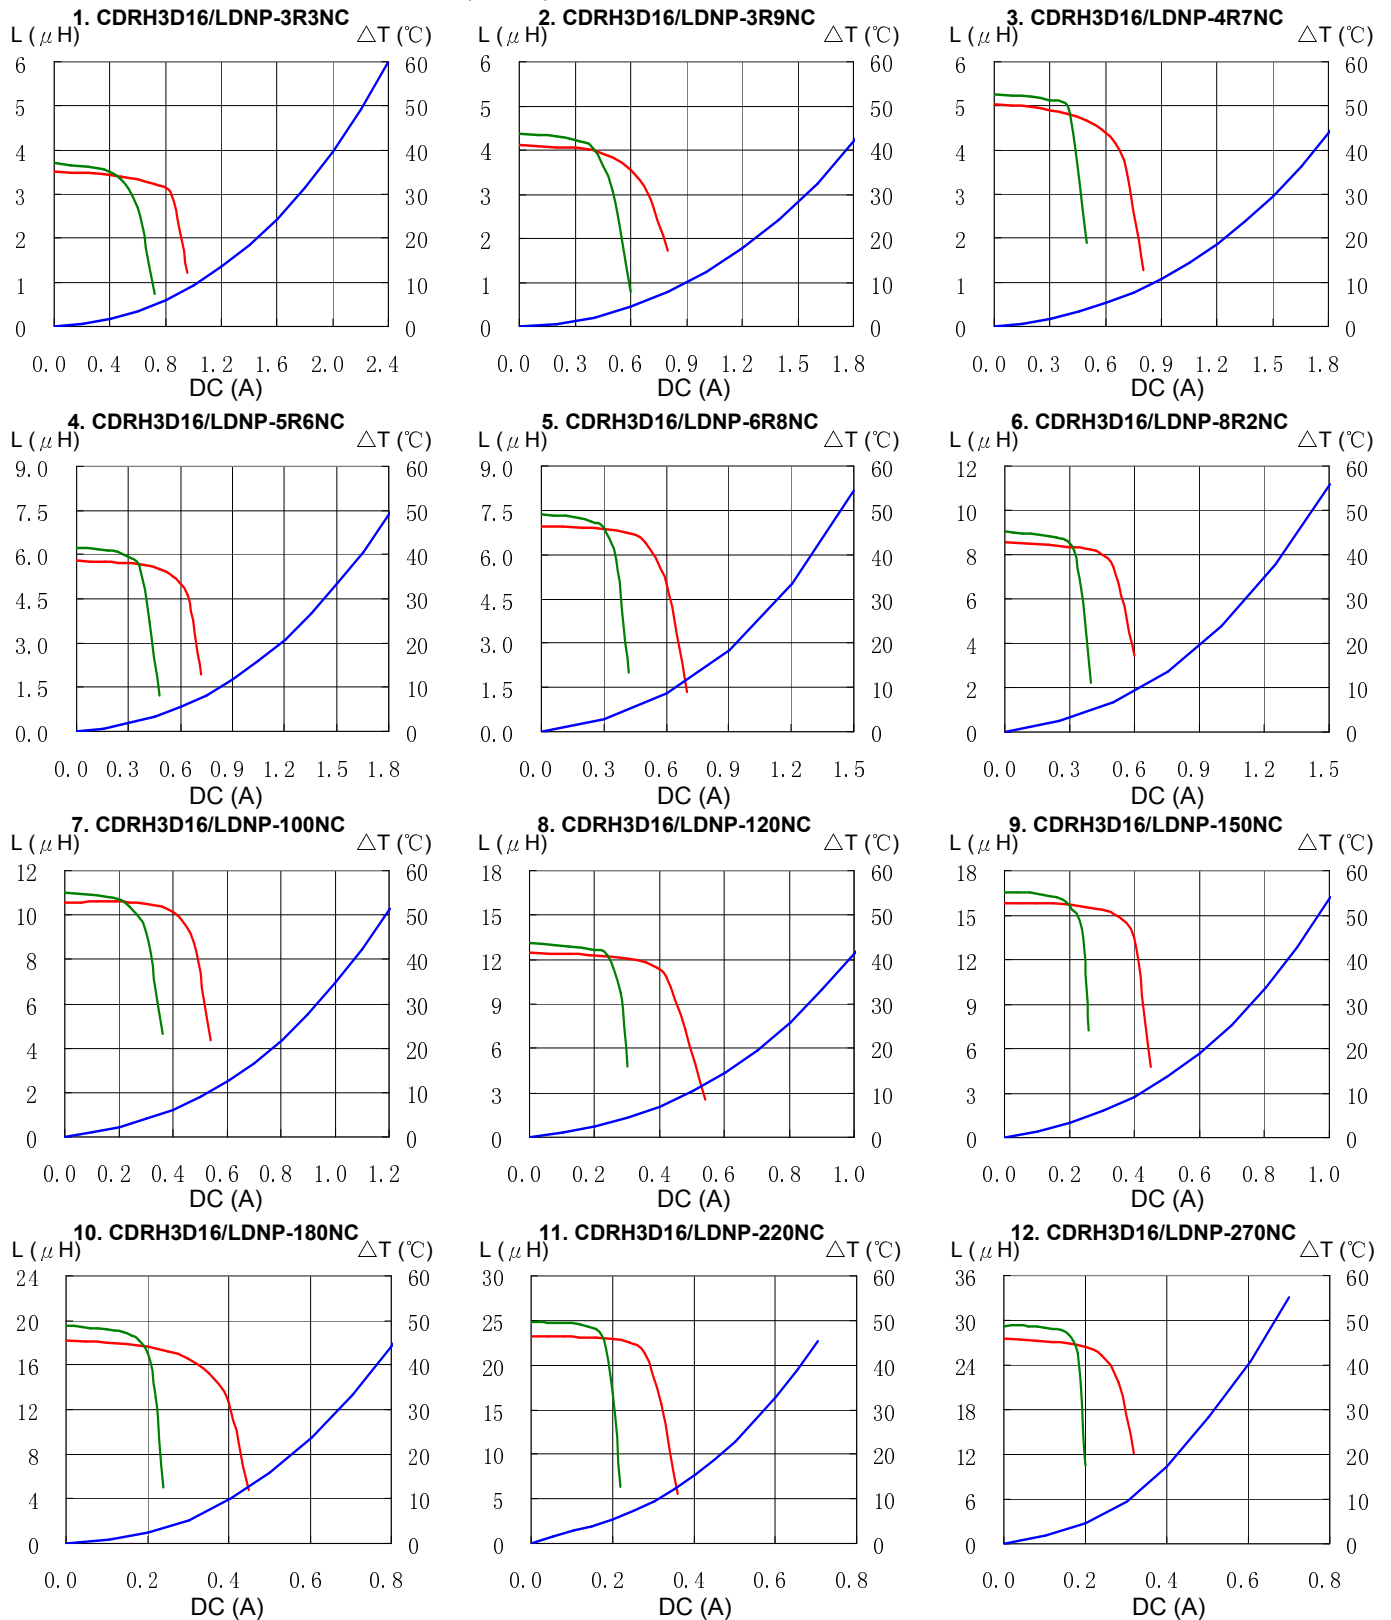 1. CDRH3D16/LDNP-3R3NC
L (μ H) △T (℃)
6 60
5 50
4 40
3 30
2 20
1 10
0 0
0.0 0.4 0.8 1.2 1.6 2.0 2.4
DC (A)
2. CDRH3D16/LDNP-3R9NC
L (μ H) △T (℃)
6 60
5 50
4 40
3 30
2 20
1 10
0 0
0.0 0.3 0.6 0.9 1.2 1.5 1.8
DC (A)
3. CDRH3D16/LDNP-4R7NC
L (μ H) △T (℃)
6 60
5 50
4 40
3 30
2 20
1 10
0 0
0.0 0.3 0.6 0.9 1.2 1.5 1.8
DC (A)
4. CDRH3D16/LDNP-5R6NC
L (μ H) △T (℃)
9.0 60
7.5 50
6.0 40
4.5 30
3.0 20
1.5 10
0.0 0
0.0 0.3 0.6 0.9 1.2 1.5 1.8
DC (A)
5. CDRH3D16/LDNP-6R8NC
L (μ H) △T (℃)
9.0 60
7.5 50
6.0 40
4.5 30
3.0 20
1.5 10
0.0 0
0.0 0.3 0.6 0.9 1.2 1.5
DC (A)
6. CDRH3D16/LDNP-8R2NC
L (μ H) △T (℃)
12 60
10 50
8 40
6 30
4 20
2 10
0 0
0.0 0.3 0.6 0.9 1.2 1.5
DC (A)
7. CDRH3D16/LDNP-100NC
L (μ H) △T (℃)
12 60
10 50
8 40
6 30
4 20
2 10
0 0
0.0 0.2 0.4 0.6 0.8 1.0 1.2
DC (A)
8. CDRH3D16/LDNP-120NC
L (μ H) △T (℃)
18 60
15 50
12 40
9 30
6 20
3 10
0 0
0.0 0.2 0.4 0.6 0.8 1.0
DC (A)
9. CDRH3D16/LDNP-150NC
L (μ H) △T (℃)
18 60
15 50
12 40
9 30
6 20
3 10
0 0
0.0 0.2 0.4 0.6 0.8 1.0
DC (A)
10. CDRH3D16/LDNP-180NC
L (μ H) △T (℃)
24 60
20 50
16 40
12 30
8 20
4 10
0 0
0.0 0.2 0.4 0.6 0.8
DC (A)
11. CDRH3D16/LDNP-220NC
L (μ H) △T (℃)
30 60
25 50
20 40
15 30
10 20
5 10
0 0
0.0 0.2 0.4 0.6 0.8
DC (A)
12. CDRH3D16/LDNP-270NC
L (μ H) △T (℃)
36 60
30 50
24 40
18 30
12 20
6 10
0 0
0.0 0.2 0.4 0.6 0.8
DC (A)